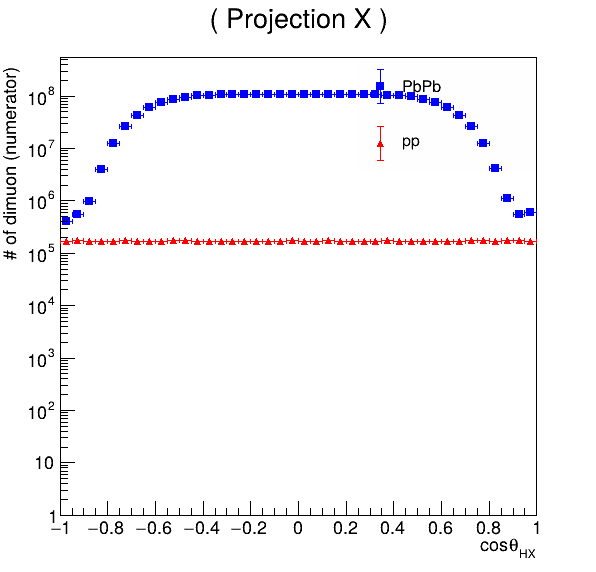 ( Projection X )
# of dimuon (numerator)
10^8
10^7
10^6
10^5
10^4
10^3
10^2
10
1
PbPb
pp
−1 −0.8 −0.6 −0.4 −0.2 0 0.2 0.4 0.6 0.8 1
cosθ_HX